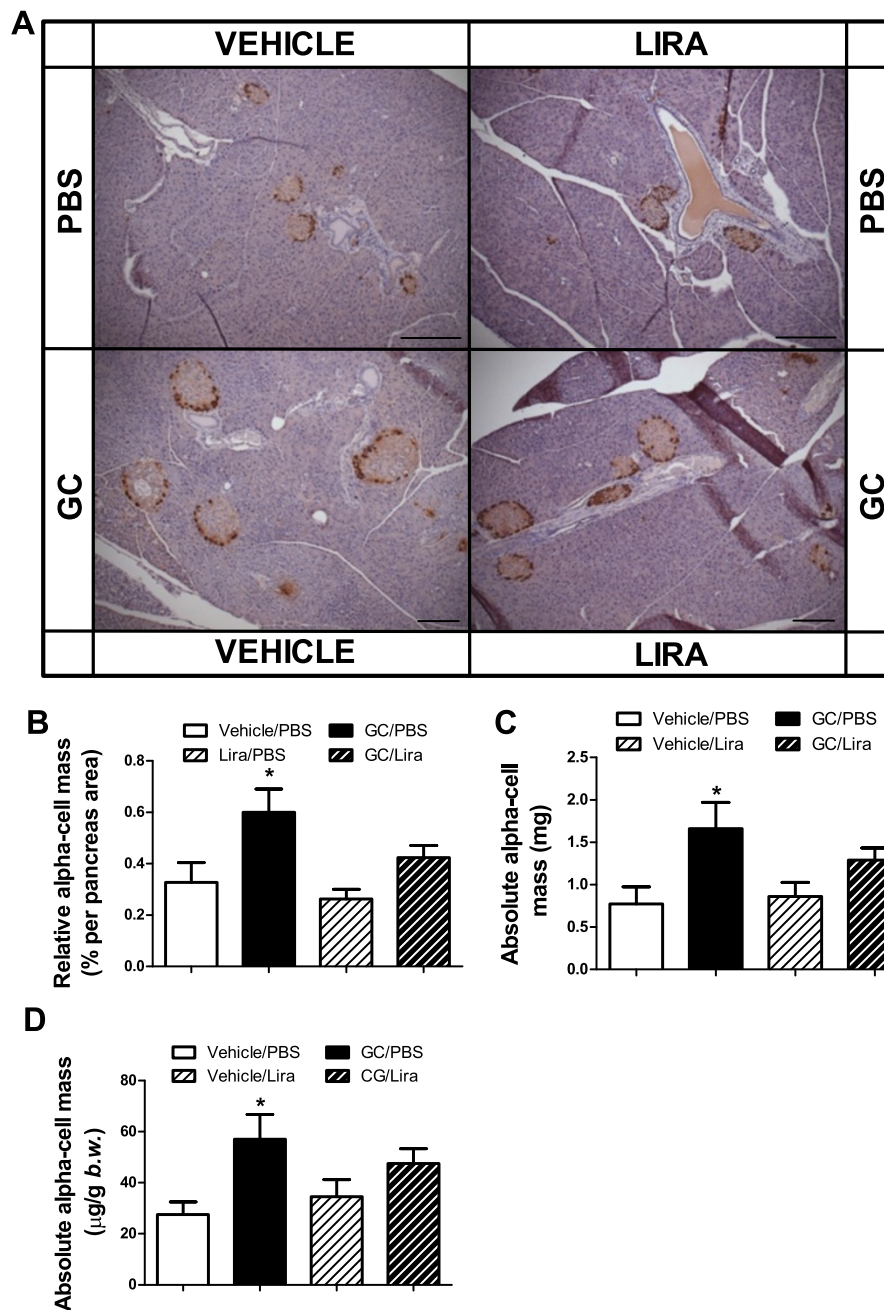 A
VEHICLE LIRA
PBS PBS
GC GC
VEHICLE LIRA
B
Vehicle/PBS GC/PBS
Lira/PBS GC/Lira
Relative alpha-cell mass
(% per pancreas area)
0.8
*
0.6
0.4
0.2
0.0
C
Vehicle/PBS GC/PBS
Vehicle/Lira GC/Lira
Absolute alpha-cell
mass (mg)
2.5
*
2.0
1.5
1.0
0.5
0.0
D
Vehicle/PBS GC/PBS
Vehicle/Lira CG/Lira
Absolute alpha-cell mass
(μg/g b.w.)
80
*
60
40
20
0